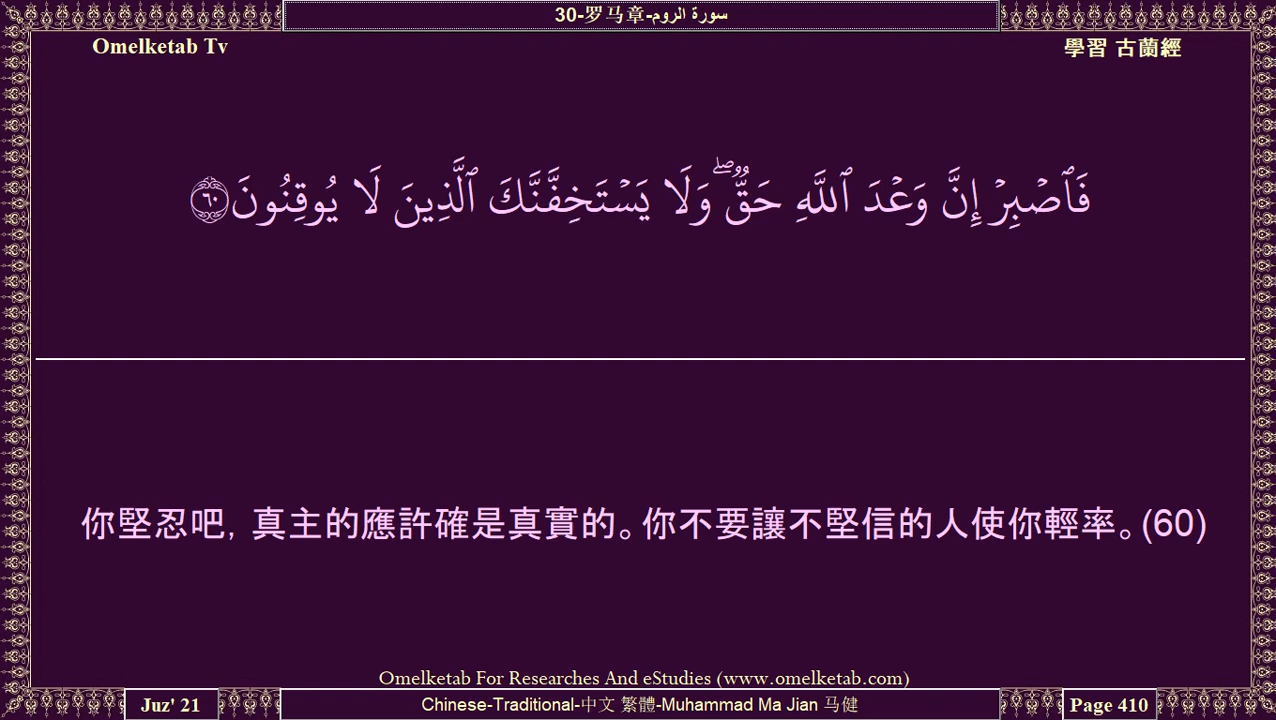 30-罗马章-سورة الروم
Omelketab Tv
學習 古蘭經
فَٱصۡبِرۡ إِنَّ وَعۡدَ ٱللَّهِ حَقّٞۖ وَلَا يَسۡتَخِفَّنَّكَ ٱلَّذِينَ لَا يُوقِنُونَ ٦٠
你堅忍吧, 真主的應許確是真實的。你不要讓不堅信的人使你輕率。(60)
Omelketab For Researches And eStudies (www.omelketab.com)
Juz' 21
Chinese-Traditional-中文 繁體-Muhammad Ma Jian 马健
Page 410